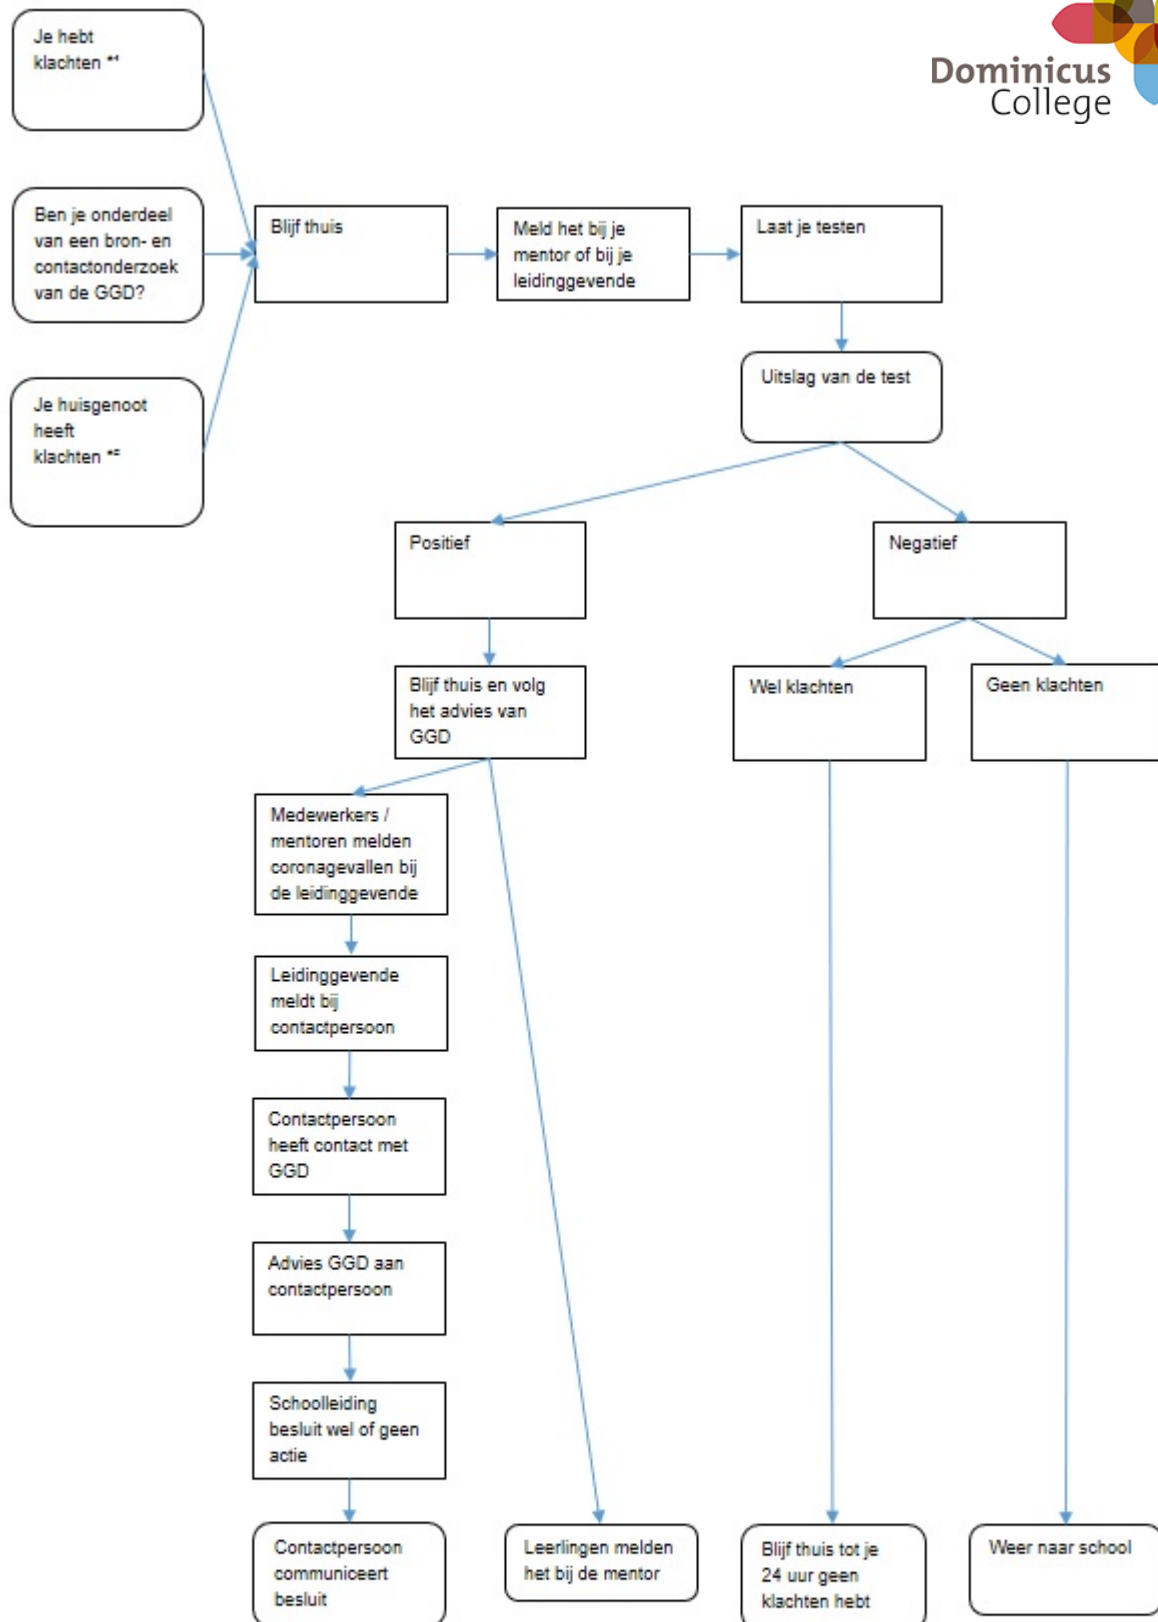 Je hebt
klachten *¹
Dominicus
College
Ben je onderdeel
van een bron- en
contactonderzoek
van de GGD?
Blijf thuis
Meld het bij je
mentor of bij je
leidinggevende
Laat je testen
Je huisgenoot
heeft
klachten *²
Uitslag van de test
Positief
Negatief
Blijf thuis en volg
het advies van
GGD
Wel klachten
Geen klachten
Medewerkers /
mentoren melden
coronagevallen bij
de leidinggevende
Leidinggevende
meldt bij
contactpersoon
Contactpersoon
heeft contact met
GGD
Advies GGD aan
contactpersoon
Schoolleiding
besluit wel of geen
actie
Contactpersoon
communiceert
besluit
Leerlingen melden
het bij de mentor
Blijf thuis tot je
24 uur geen
klachten hebt
Weer naar school